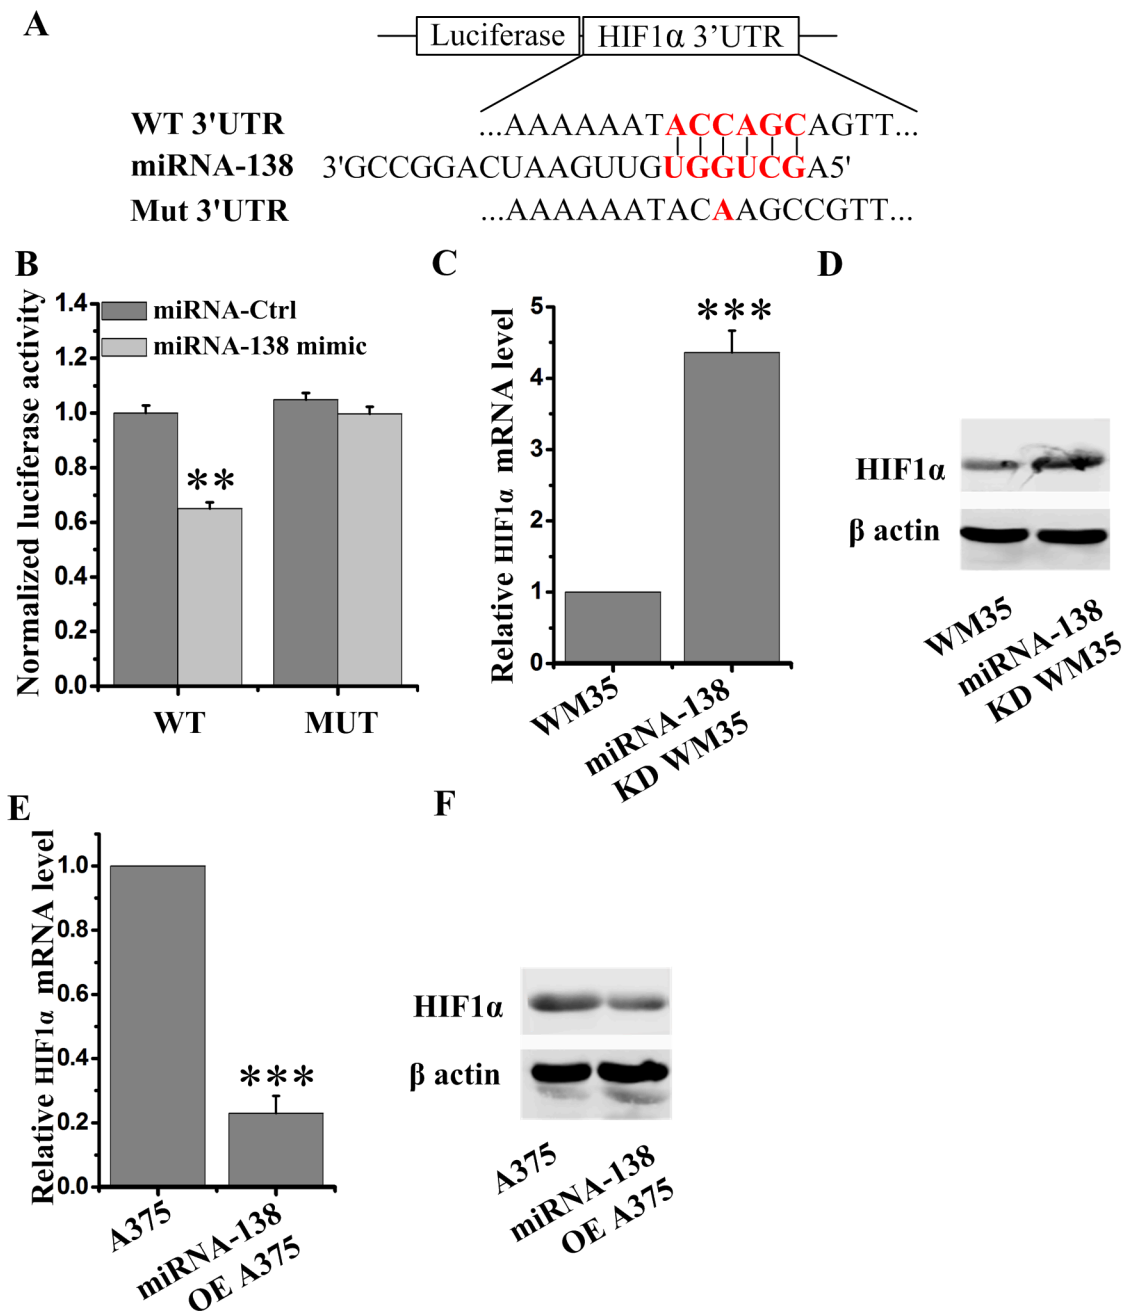 A
Luciferase HIF1α 3’UTR
WT 3'UTR ...AAAAAATACCAGCAGTT...
miRNA-138 3'GCCGGACUAAGUUGUGGUCGA5'
Mut 3'UTR ...AAAAAATACAAGCCGTT...
B
Normalized luciferase activity
1.4
1.2
1.0
0.8
0.6
0.4
0.2
0.0
miRNA-Ctrl
miRNA-138 mimic
**
WT MUT
C
Relative HIF1α mRNA level
5
4
3
2
1
0
***
WM35
miRNA-138
KD WM35
D
HIF1α
β actin
WM35
miRNA-138
KD WM35
E
Relative HIF1α mRNA level
1.0
0.8
0.6
0.4
0.2
0.0
***
A375
miRNA-138
OE A375
F
HIF1α
β actin
A375
miRNA-138
OE A375